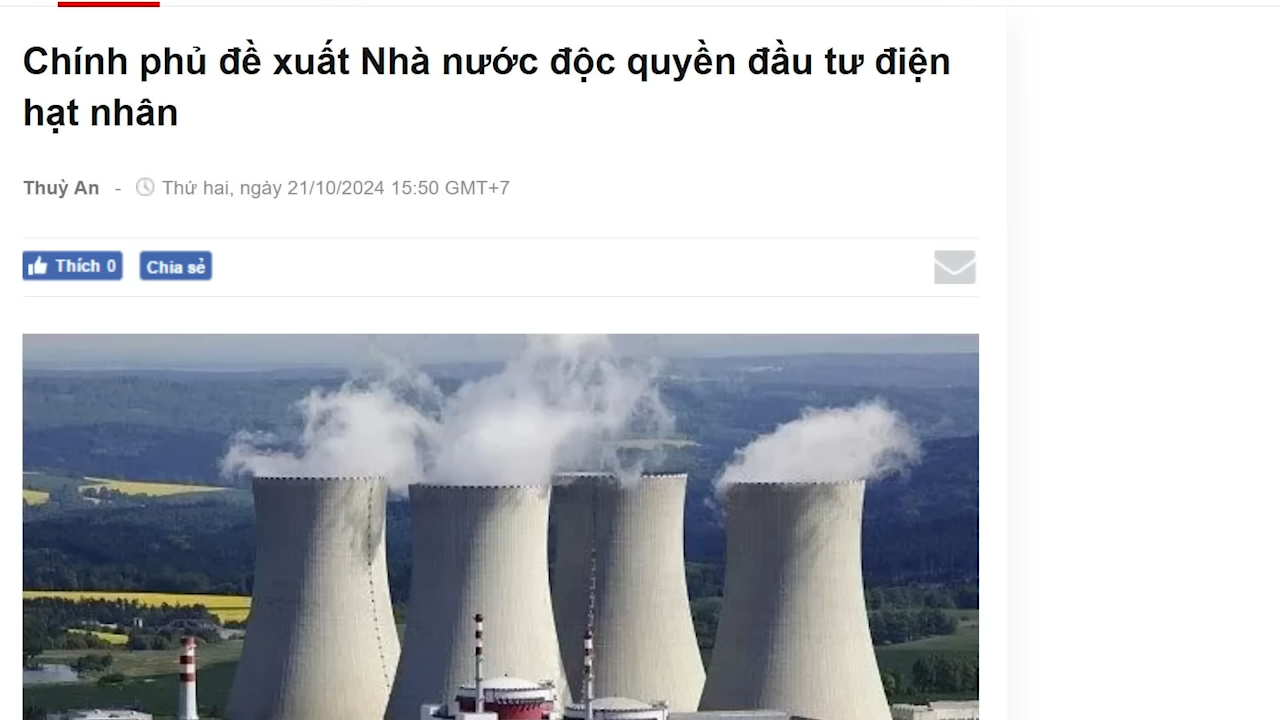 Chính phủ đề xuất Nhà nước độc quyền đầu tư điện
hạt nhân
Thuỳ An - Thứ hai, ngày 21/10/2024 15:50 GMT+7
Thích 0 Chia sẻ